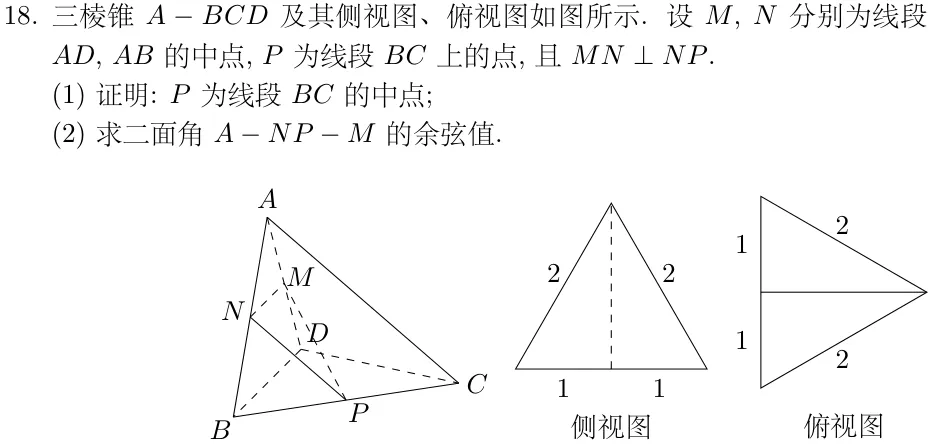 18. 三棱锥 A − BCD 及其侧视图、俯视图如图所示. 设 M, N 分别为线段
AD, AB 的中点, P 为线段 BC 上的点, 且 MN ⊥ NP.
(1) 证明: P 为线段 BC 的中点;
(2) 求二面角 A − NP − M 的余弦值.
A
M
N
D
C
P
B
2 2
1 1
侧视图
1
2
1
2
俯视图